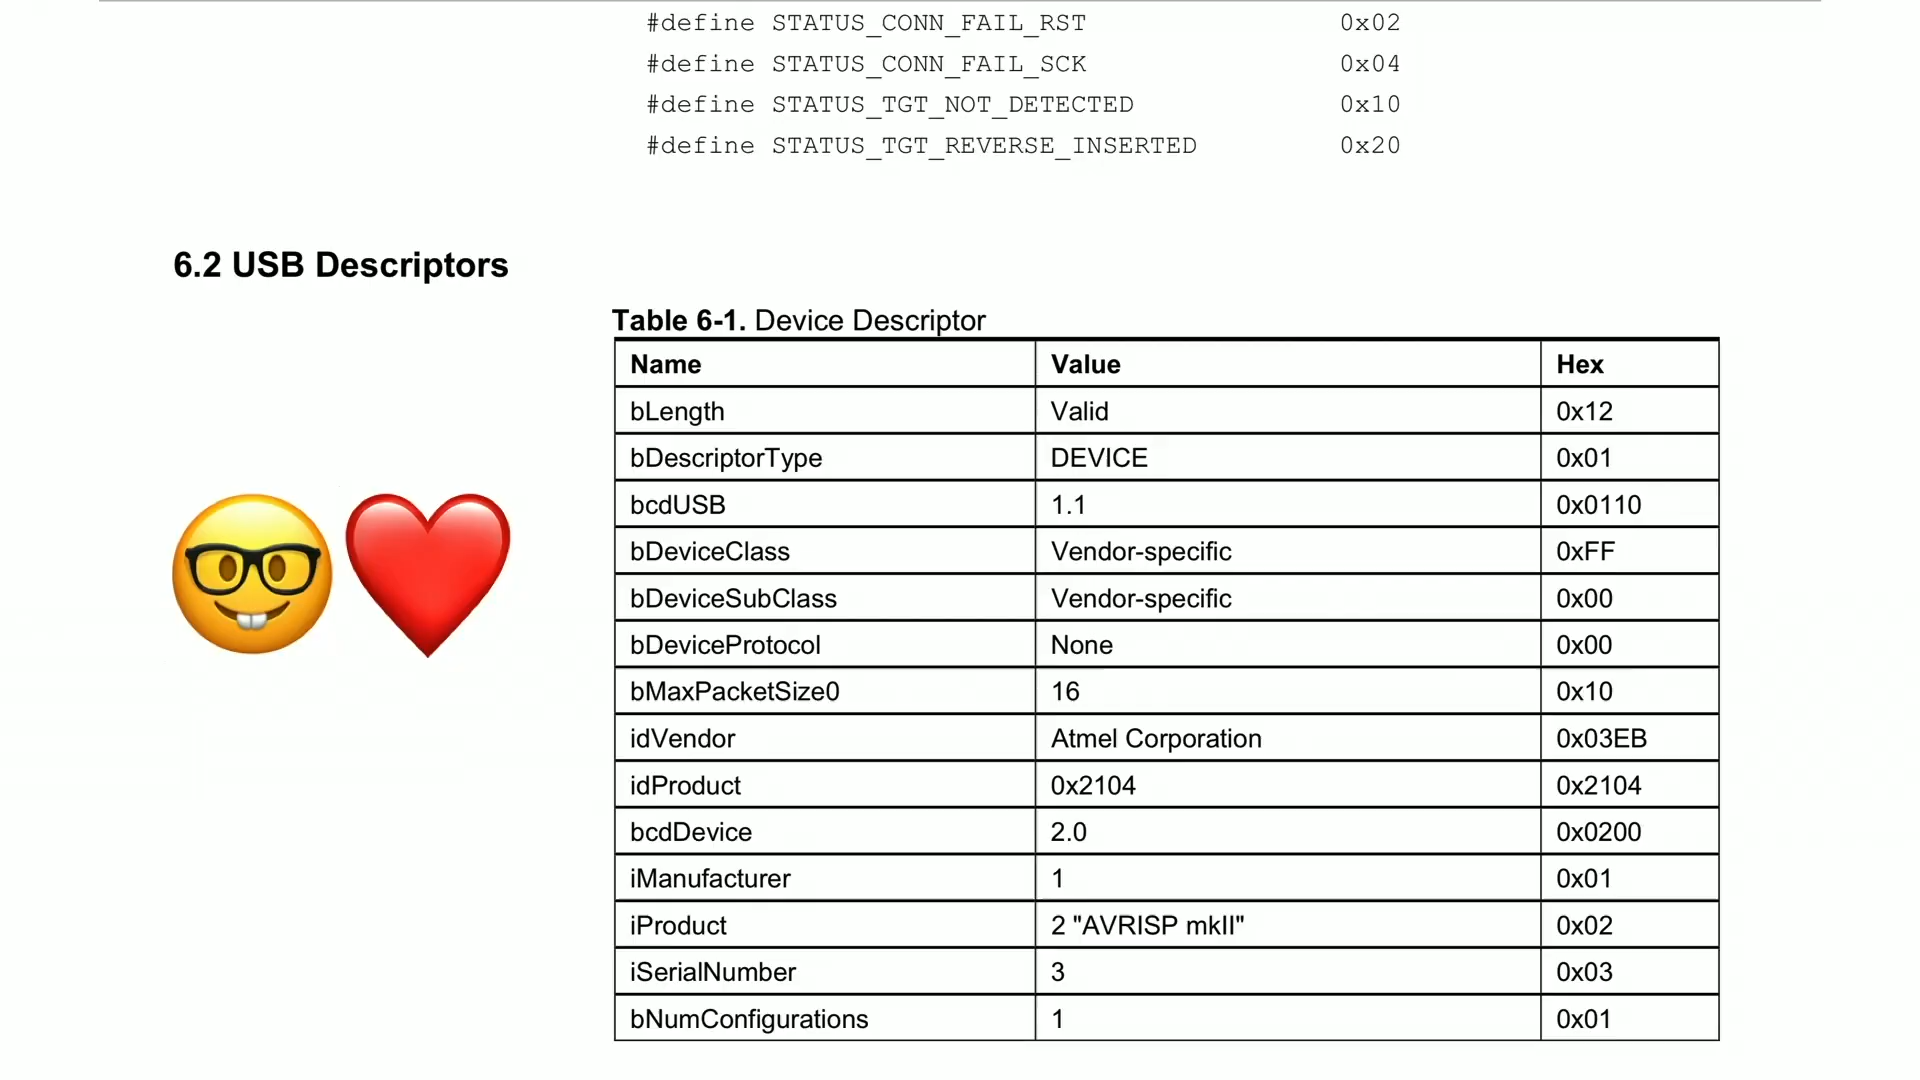 #define STATUS_CONN_FAIL_RST 0x02
#define STATUS_CONN_FAIL_SCK 0x04
#define STATUS_TGT_NOT_DETECTED 0x10
#define STATUS_TGT_REVERSE_INSERTED 0x20
6.2 USB Descriptors
Table 6-1. Device Descriptor
Name Value Hex
bLength Valid 0x12
bDescriptorType DEVICE 0x01
bcdUSB 1.1 0x0110
bDeviceClass Vendor-specific 0xFF
bDeviceSubClass Vendor-specific 0x00
bDeviceProtocol None 0x00
bMaxPacketSize0 16 0x10
idVendor Atmel Corporation 0x03EB
idProduct 0x2104 0x2104
bcdDevice 2.0 0x0200
iManufacturer 1 0x01
iProduct 2 "AVRISP mkII" 0x02
iSerialNumber 3 0x03
bNumConfigurations 1 0x01